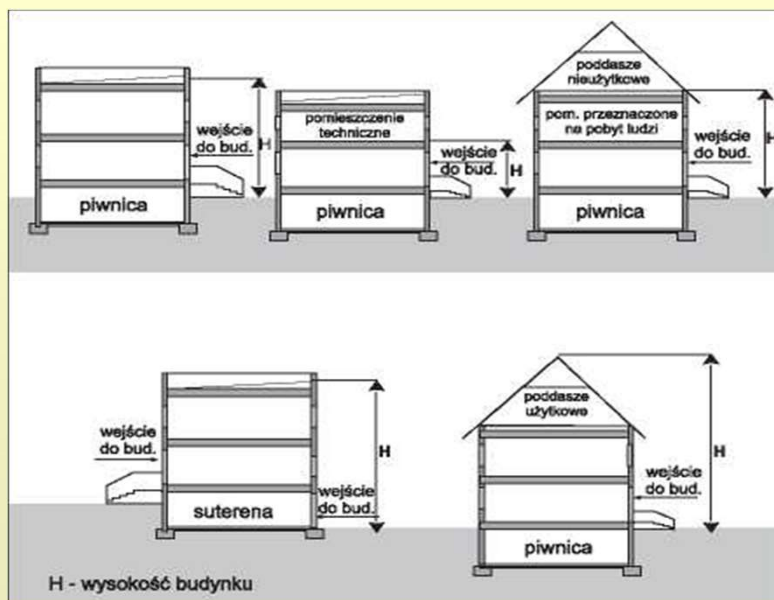 wejście
do bud.
H
piwnica
pomieszczenie
techniczne
wejście
do bud.
H
piwnica
poddasze
nieużytkowe
pom. przeznaczone
na pobyt ludzi
wejście
do bud.
H
piwnica
wejście
do bud.
H
wejście
do bud.
suterena
poddasze
użytkowe
H
wejście
do bud.
piwnica
H - wysokość budynku